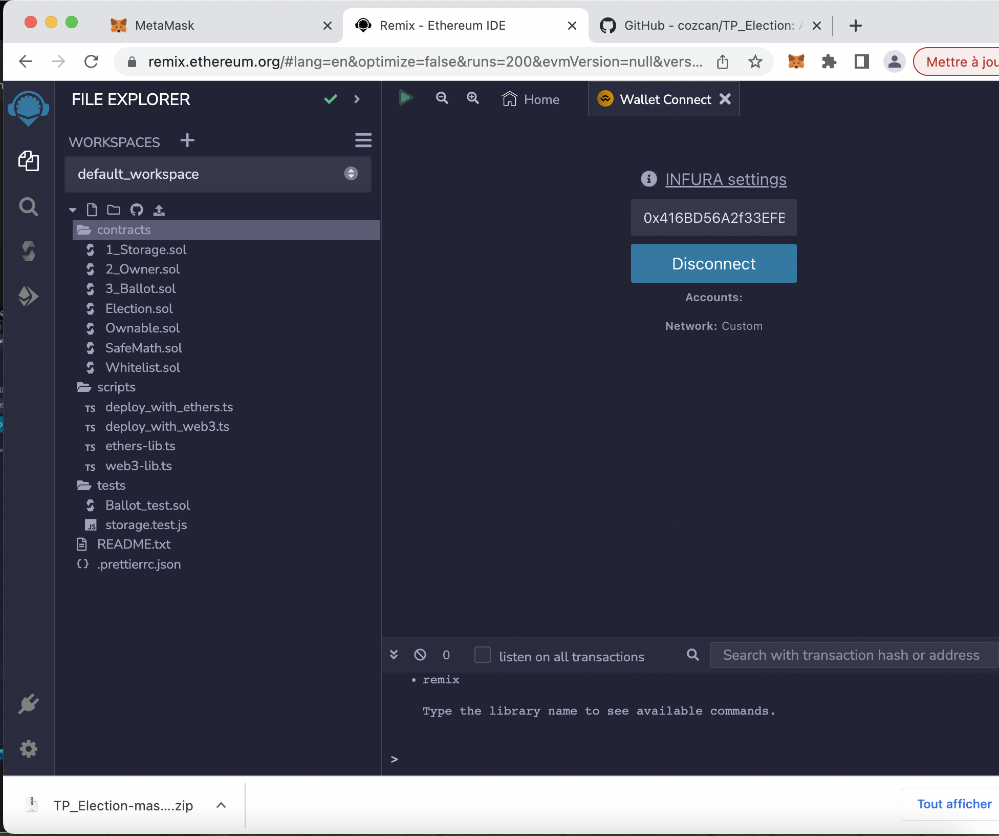 MetaMask
Remix - Ethereum IDE
GitHub - cozcan/TP_Election:
remix.ethereum.org/#lang=en&optimize=false&runs=200&evmVersion=null&vers...
Mettre à jou
FILE EXPLORER
Home
Wallet Connect
WORKSPACES
default_workspace
contracts
1_Storage.sol
2_Owner.sol
3_Ballot.sol
Election.sol
Ownable.sol
SafeMath.sol
Whitelist.sol
scripts
TS deploy_with_ethers.ts
TS deploy_with_web3.ts
TS ethers-lib.ts
TS web3-lib.ts
tests
Ballot_test.sol
JS storage.test.js
README.txt
{} .prettierrc.json
INFURA settings
0x416BD56A2f33EFE
Disconnect
Accounts:
Network: Custom
0
listen on all transactions
Search with transaction hash or address
• remix
Type the library name to see available commands.
>
TP_Election-mas....zip
Tout afficher